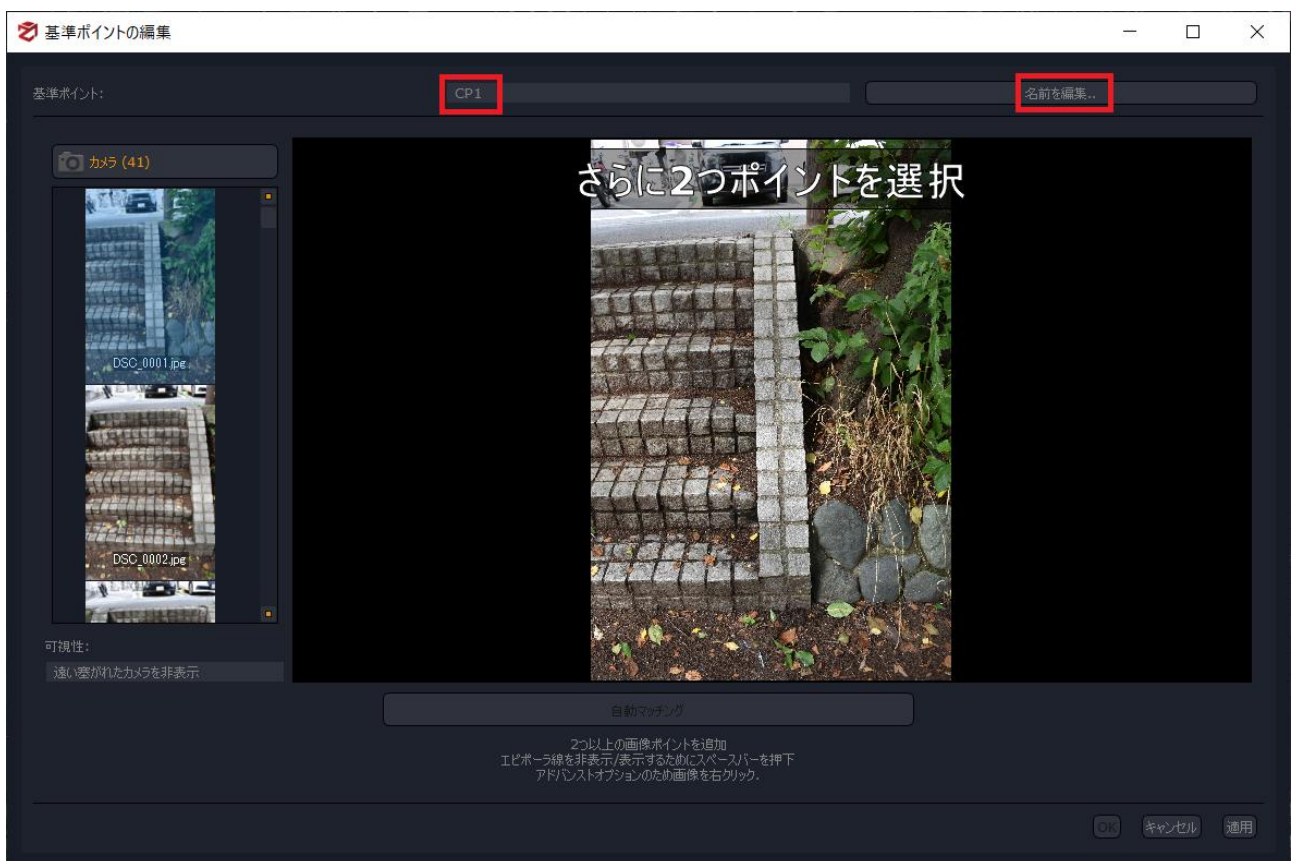 基準ポイントの編集
基準ポイント:
CP1
名前を編集..
カメラ (41)
さらに2つポイントを選択
DSC_0001.jpg
DSC_0002.jpg
可視性:
遠い塞がれたカメラを非表示
自動マッチング
2つ以上の画像ポイントを追加
エピポーラ線を非表示/表示するためにスペースバーを押下
アドバンストオプションのため画像を右クリック.
OK
キャンセル
適用